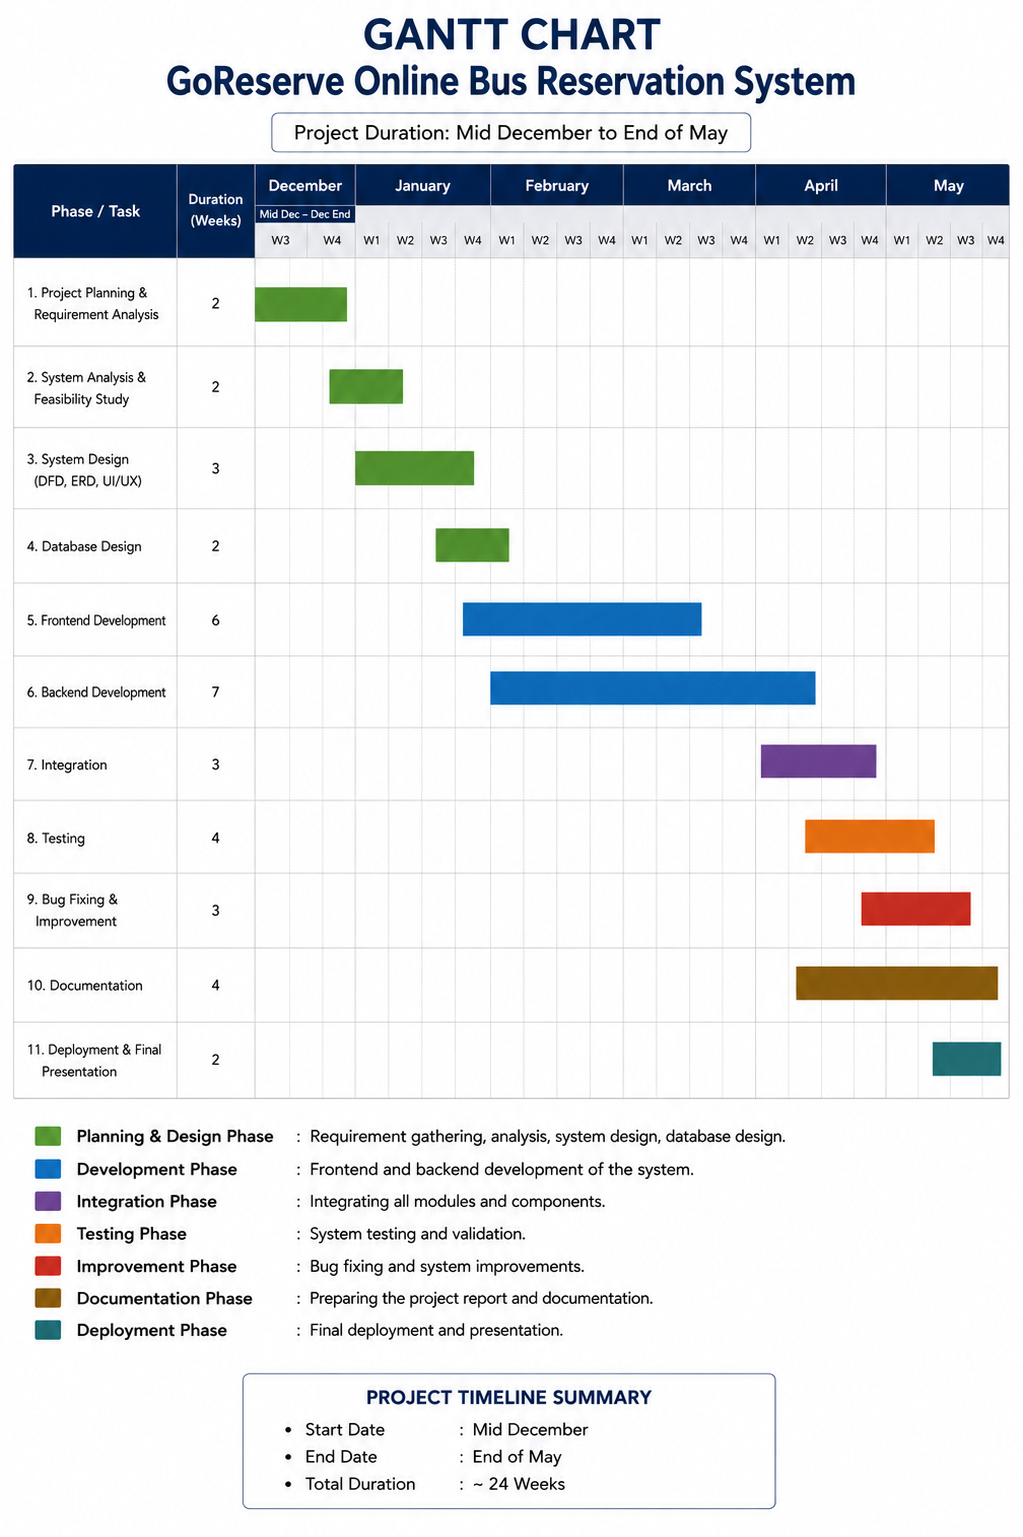 GANTT CHART
GoReserve Online Bus Reservation System
Project Duration: Mid December to End of May
Phase / Task
Duration
(Weeks)
December
January
February
March
April
May
Mid Dec – Dec End
W3 W4 W1 W2 W3 W4 W1 W2 W3 W4 W1 W2 W3 W4 W1 W2 W3 W4 W1 W2 W3 W4
1. Project Planning &
Requirement Analysis
2
2. System Analysis &
Feasibility Study
2
3. System Design
(DFD, ERD, UI/UX)
3
4. Database Design
2
5. Frontend Development
6
6. Backend Development
7
7. Integration
3
8. Testing
4
9. Bug Fixing &
Improvement
3
10. Documentation
4
11. Deployment & Final
Presentation
2
Planning & Design Phase : Requirement gathering, analysis, system design, database design.
Development Phase : Frontend and backend development of the system.
Integration Phase : Integrating all modules and components.
Testing Phase : System testing and validation.
Improvement Phase : Bug fixing and system improvements.
Documentation Phase : Preparing the project report and documentation.
Deployment Phase : Final deployment and presentation.
PROJECT TIMELINE SUMMARY
• Start Date : Mid December
• End Date : End of May
• Total Duration : ~ 24 Weeks